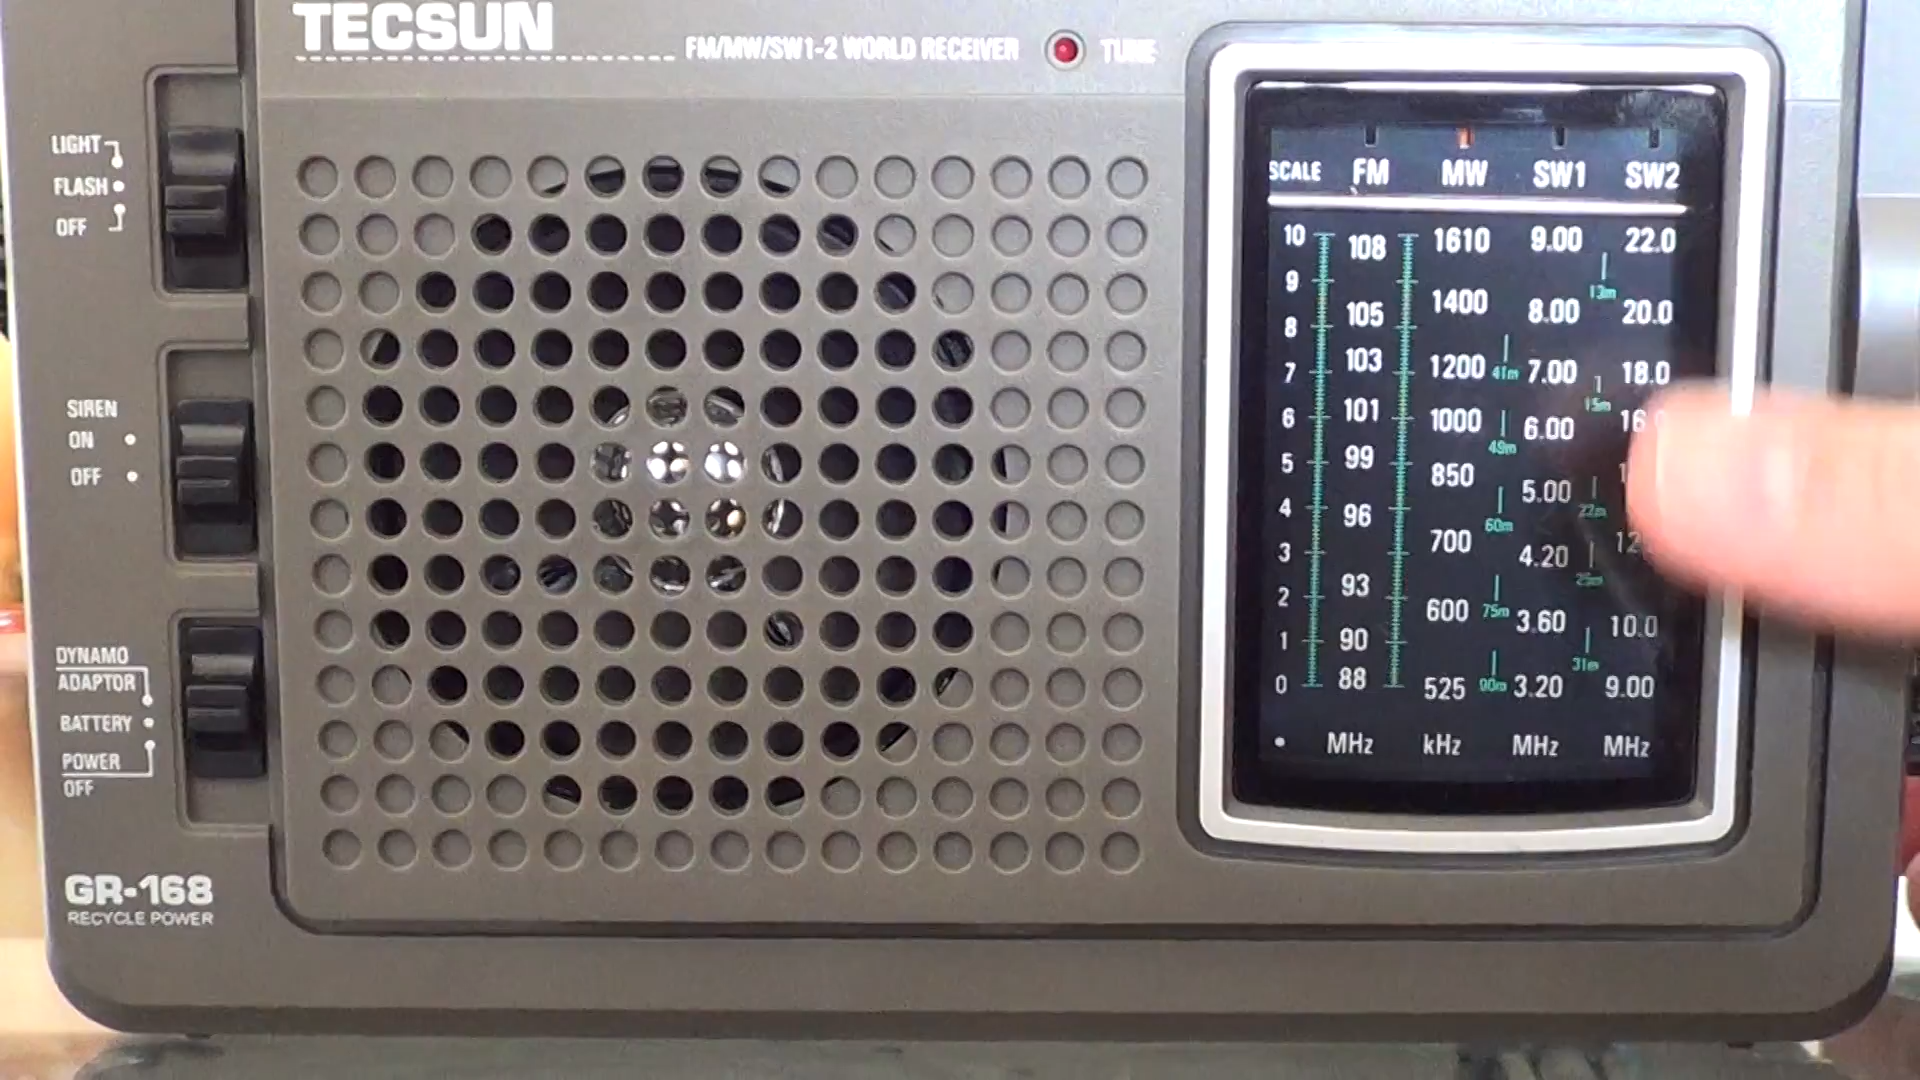 TECSUN
FM/MW/SW1-2 WORLD RECEIVER TUNE
LIGHT
FLASH
OFF
SIREN
ON
OFF
DYNAMO
ADAPTOR
BATTERY
POWER
OFF
GR-168
RECYCLE POWER
SCALE FM MW SW1 SW2
10 108 1610 9.00 22.0
9 13m
8 105 1400 8.00 20.0
7 103 1200 41m 7.00 18.0
15m
6 101 1000 6.00
49m
5 99 850 5.00
22m
4 96 60m
3 700 4.20
25m
2 93 600 75m 3.60 10.0
1 90 31m
0 88 525 90m 3.20 9.00
MHz kHz MHz MHz